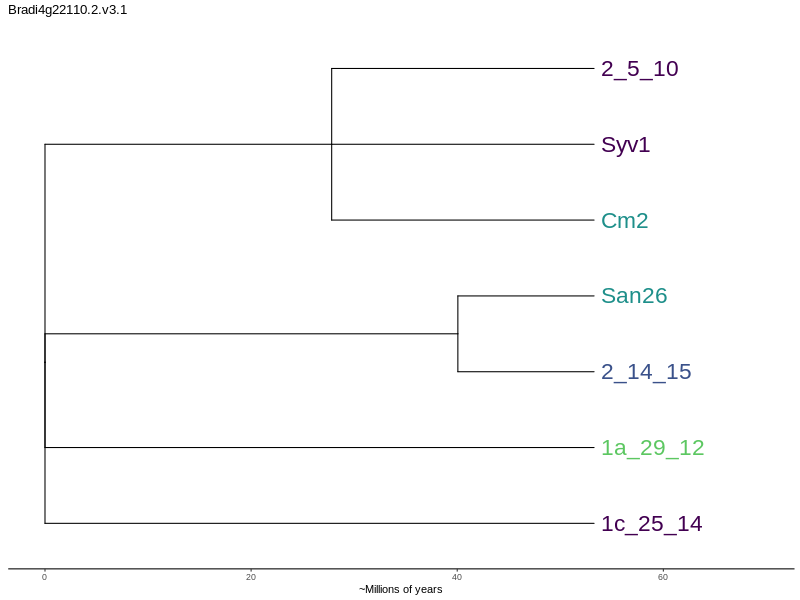 Bradi4g22110.2.v3.1
2_5_10
Syv1
Cm2
San26
2_14_15
1a_29_12
1c_25_14
0 20 40 60
~Millions of years